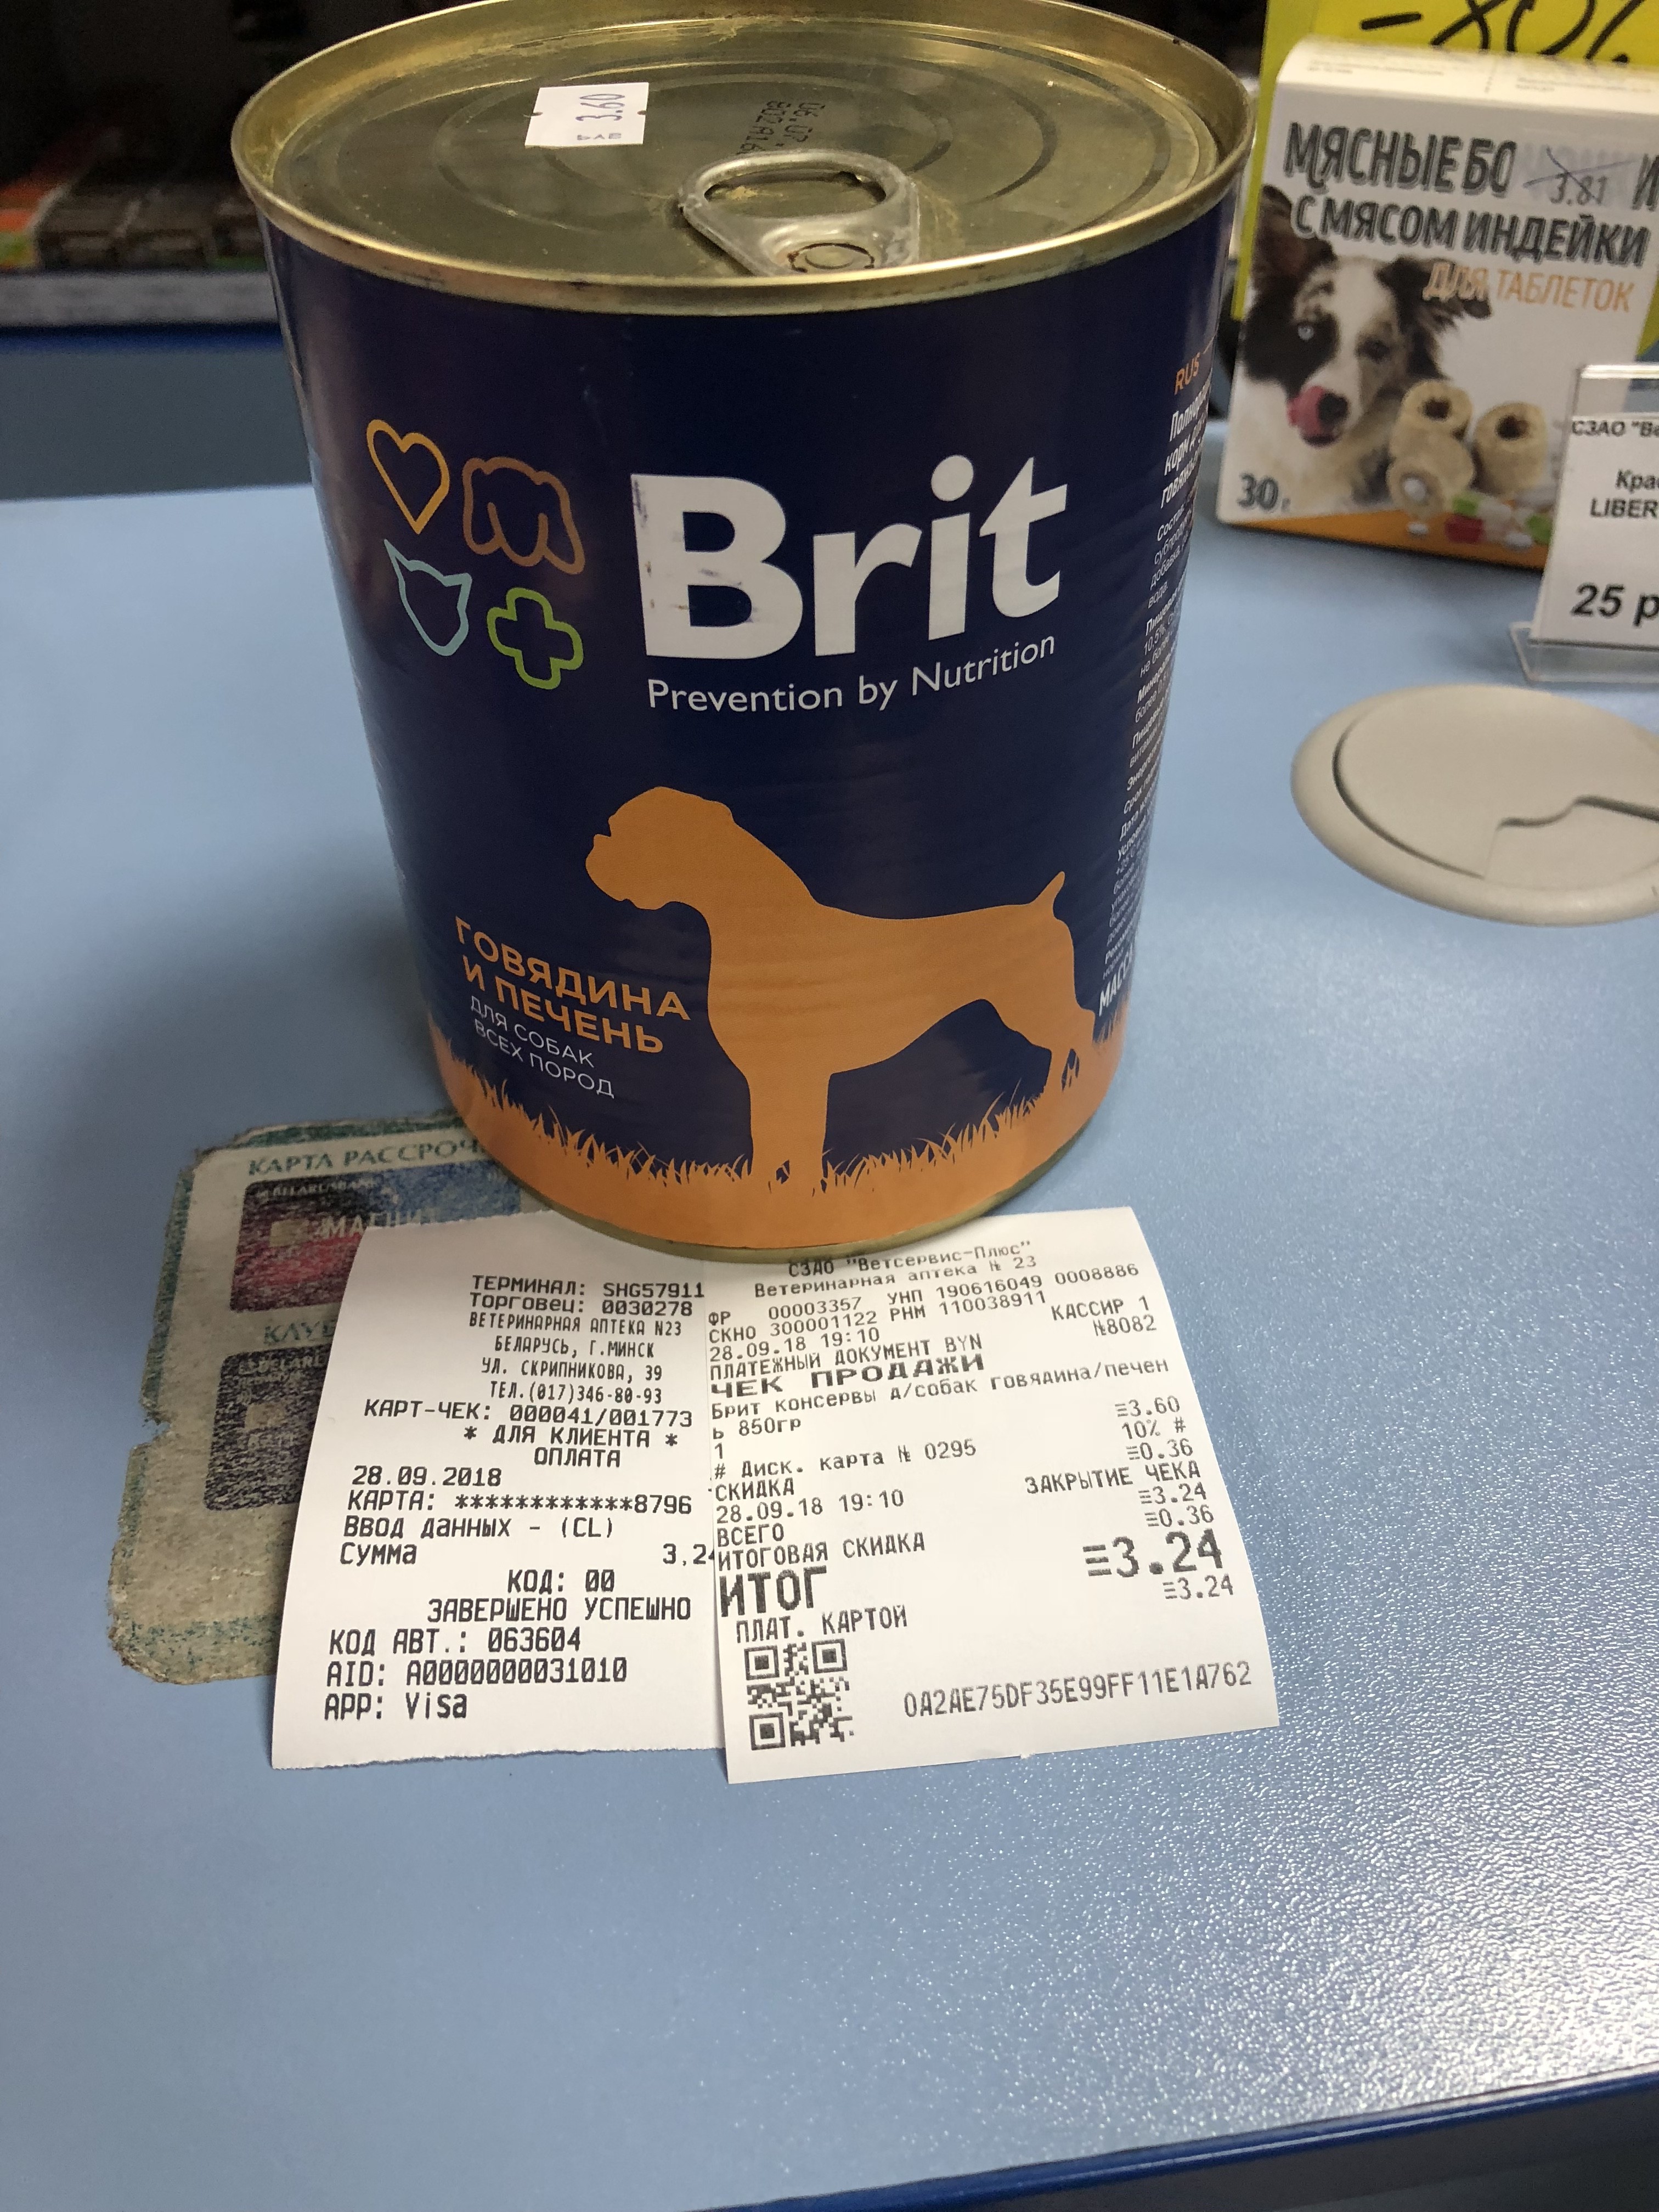 3.60
-80%
МЯСНЫЕ БО
3.81
С МЯСОМ ИНДЕЙКИ
ДЛЯ ТАБЛЕТОК
30г
СЗАО "Ве
Кра
LIBER
25 р
RUS
Brit
Prevention by Nutrition
ГОВЯДИНА
И ПЕЧЕНЬ
ДЛЯ СОБАК
ВСЕХ ПОРОД
МАСС
КАРТА РАССРОЧ
МАГНИТ
КЛУБ
ТЕРМИНАЛ: SHG57911
Торговец: 0030278
ВЕТЕРИНАРНАЯ АПТЕКА N23
БЕЛАРУСЬ, Г.МИНСК
УЛ. СКРИПНИКОВА, 39
ТЕЛ.(017)346-80-93
КАРТ-ЧЕК: 000041/001773
* ДЛЯ КЛИЕНТА *
ОПЛАТА
28.09.2018
КАРТА: ************8796
Ввод данных - (CL)
Сумма 3,24
КОД: 00
ЗАВЕРШЕНО УСПЕШНО
КОД АВТ.: 063604
AID: A0000000031010
APP: Visa
СЗАО "Ветсервис-Плюс"
Ветеринарная аптека № 23
ФР 00003357 УНП 190616049 0008886
СКНО 300001122 РНМ 110038911
28.09.18 19:10 КАССИР 1
ПЛАТЕЖНЫЙ ДОКУМЕНТ BYN №8082
ЧЕК ПРОДАЖИ
Брит консервы д/собак говядина/печен
ь 850гр
1 ≡3.60
# Диск. карта № 0295 10% #
СКИДКА ≡0.36
28.09.18 19:10 ЗАКРЫТИЕ ЧЕКА
ВСЕГО ≡3.24
ИТОГОВАЯ СКИДКА ≡0.36
ИТОГ ≡3.24
ПЛАТ. КАРТОЙ ≡3.24
0A2AE75DF35E99FF11E1A762